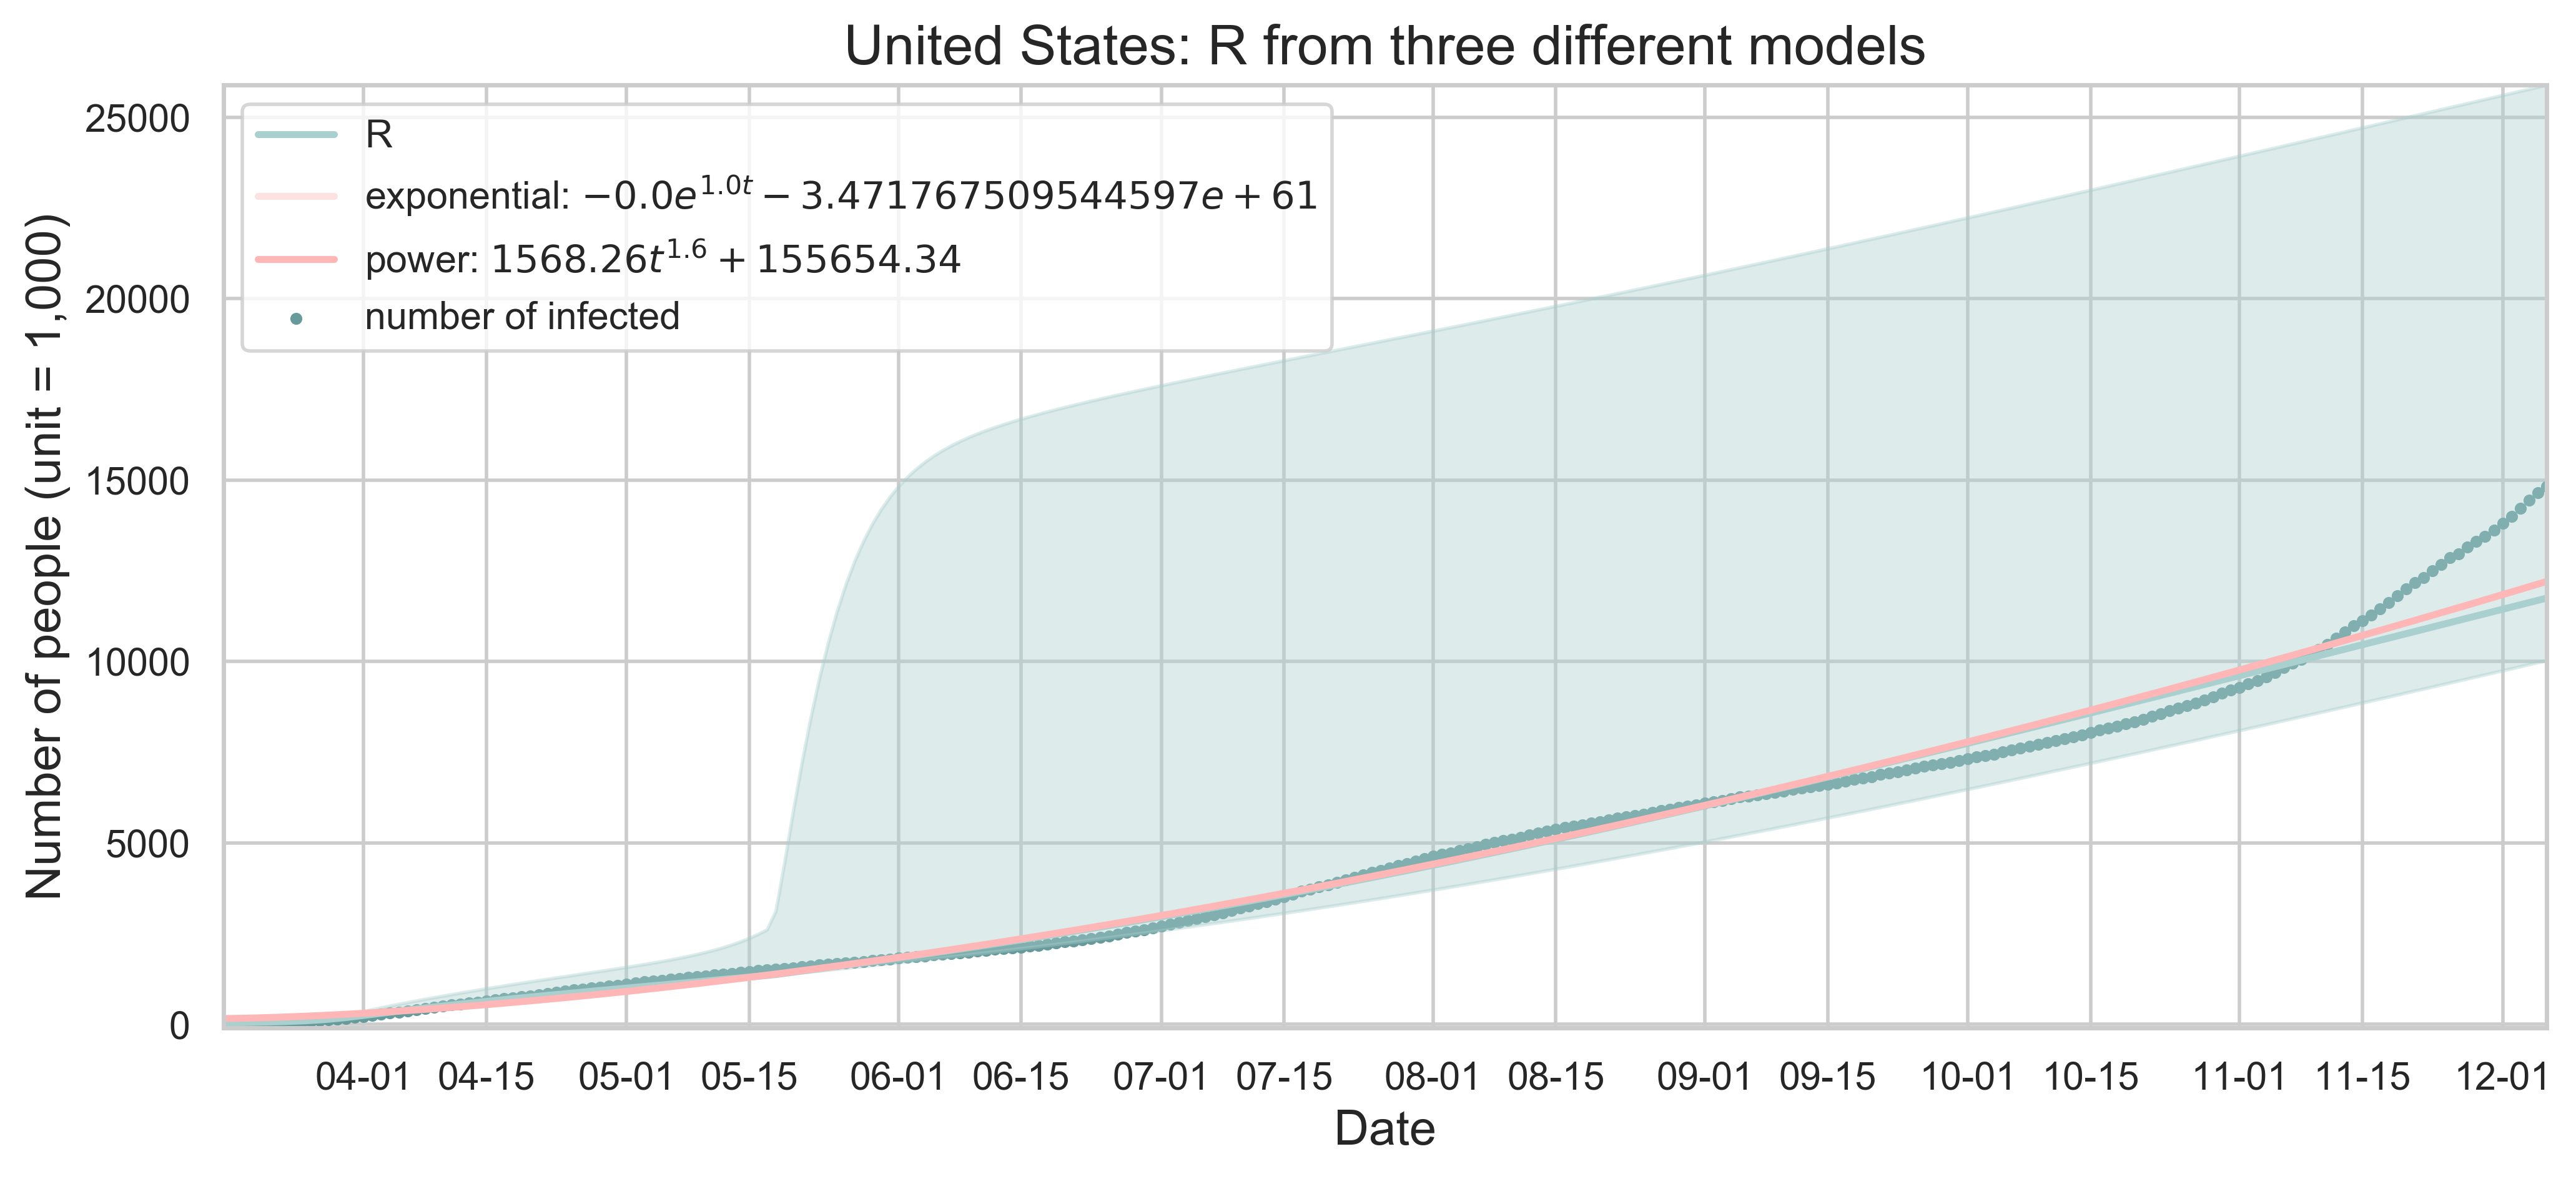 United States: R from three different models
Number of people (unit = 1,000)
25000
20000
15000
10000
5000
0
R
exponential: −0.0e^{1.0t} − 3.4717675095445​97e + 61
power: 1568.26t^{1.6} + 155654.34
number of infected
04-01 04-15 05-01 05-15 06-01 06-15 07-01 07-15 08-01 08-15 09-01 09-15 10-01 10-15 11-01 11-15 12-01
Date